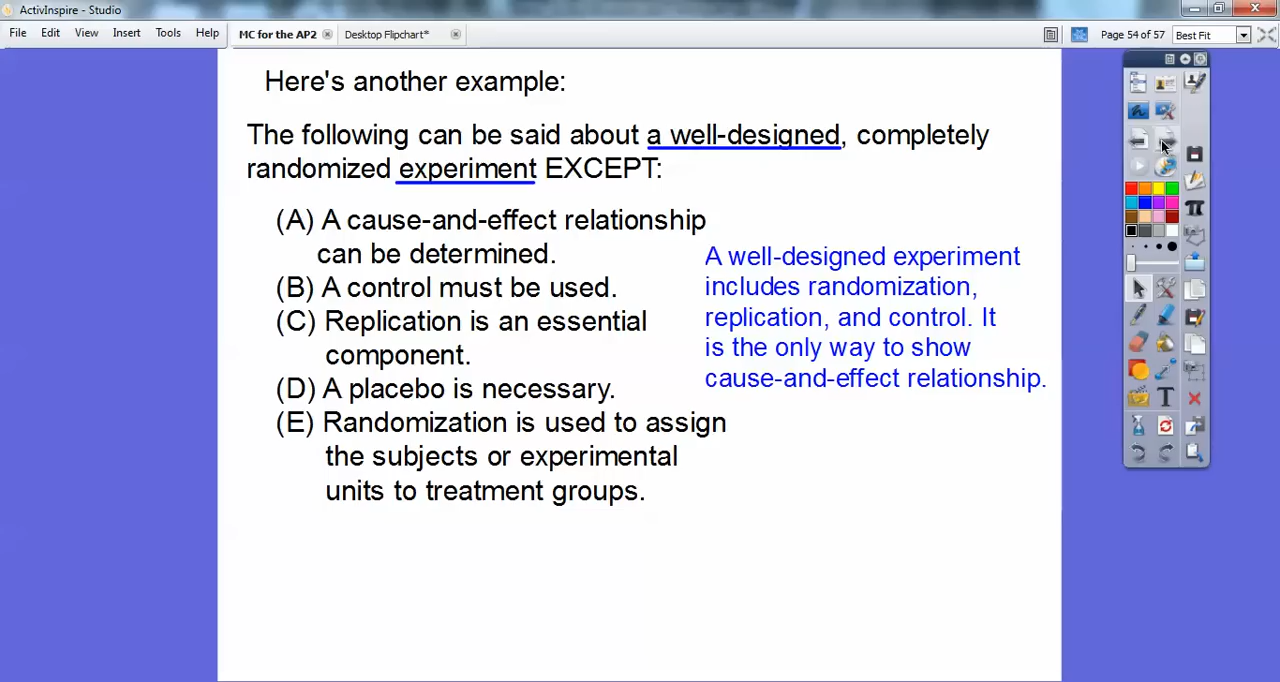 ActivInspire - Studio
File Edit View Insert Tools Help MC for the AP2 Desktop Flipchart* Page 54 of 57 Best Fit
Here's another example:
The following can be said about a well-designed, completely
randomized experiment EXCEPT:
(A) A cause-and-effect relationship
can be determined.
(B) A control must be used.
(C) Replication is an essential
component.
(D) A placebo is necessary.
(E) Randomization is used to assign
the subjects or experimental
units to treatment groups.
A well-designed experiment
includes randomization,
replication, and control. It
is the only way to show
cause-and-effect relationship.